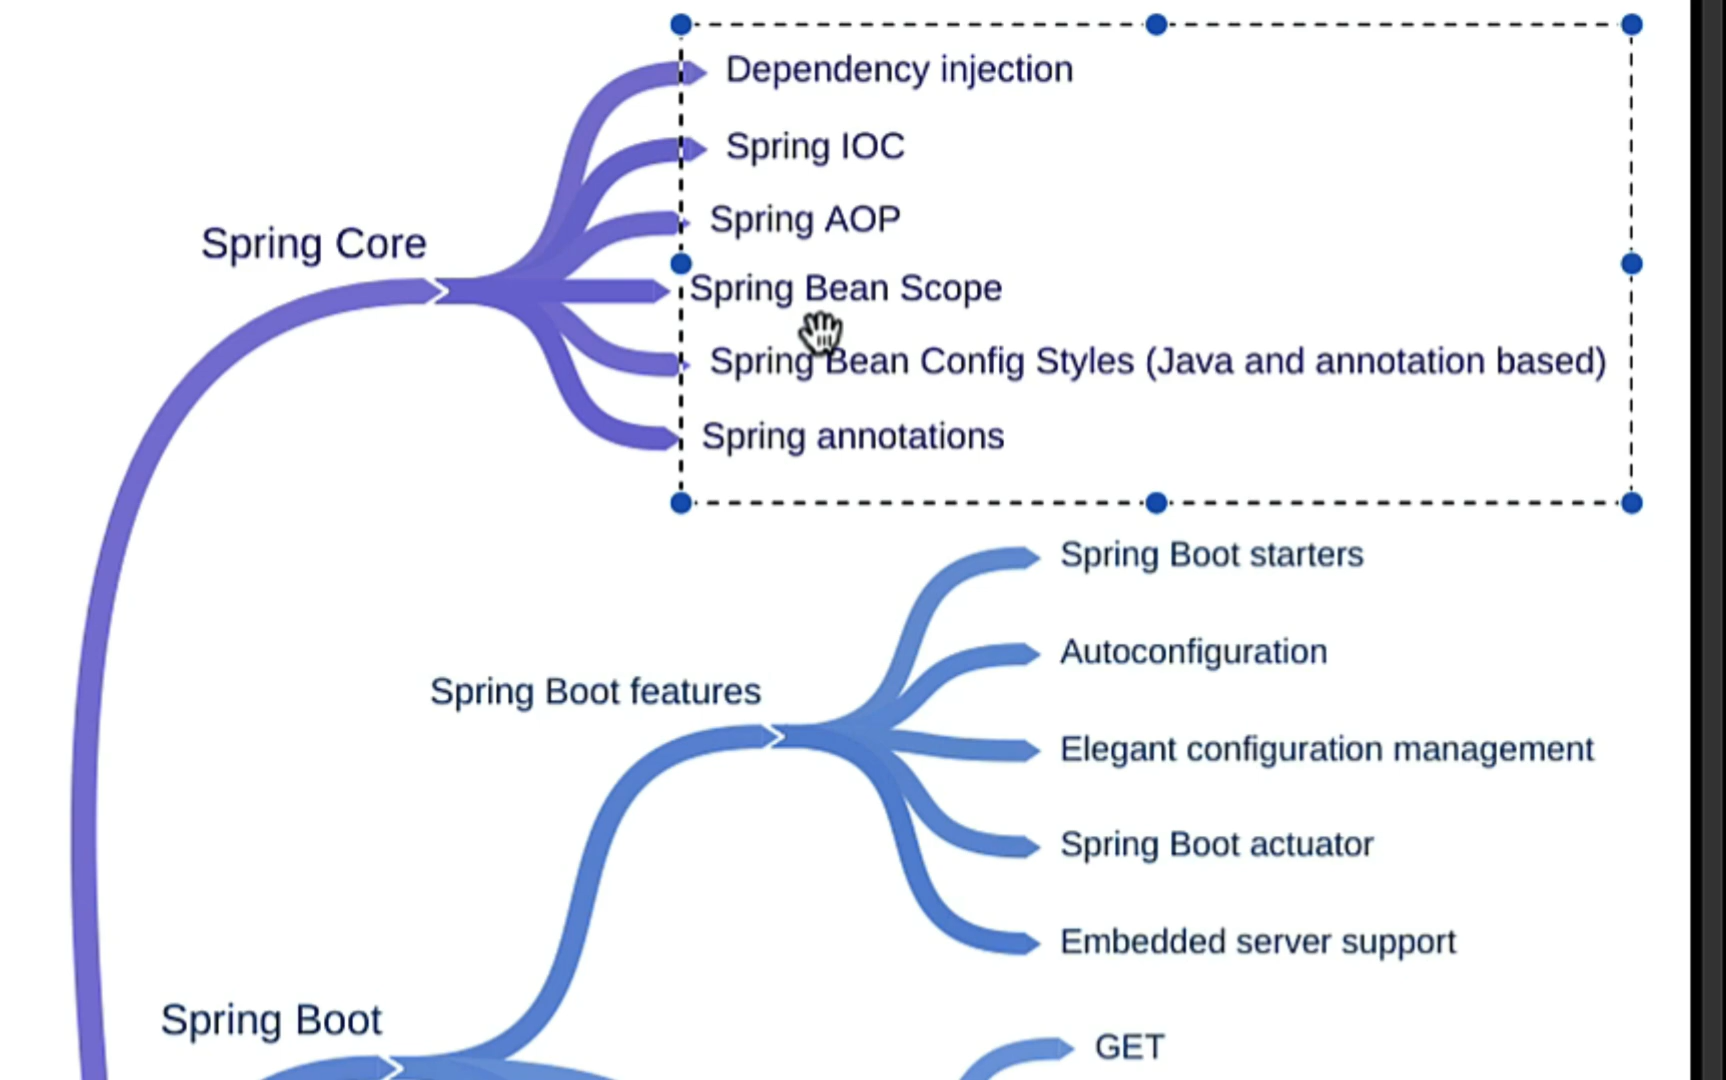 Dependency injection
Spring IOC
Spring AOP
Spring Core
Spring Bean Scope
Spring Bean Config Styles (Java and annotation based)
Spring annotations
Spring Boot starters
Autoconfiguration
Spring Boot features
Elegant configuration management
Spring Boot actuator
Embedded server support
Spring Boot
GET